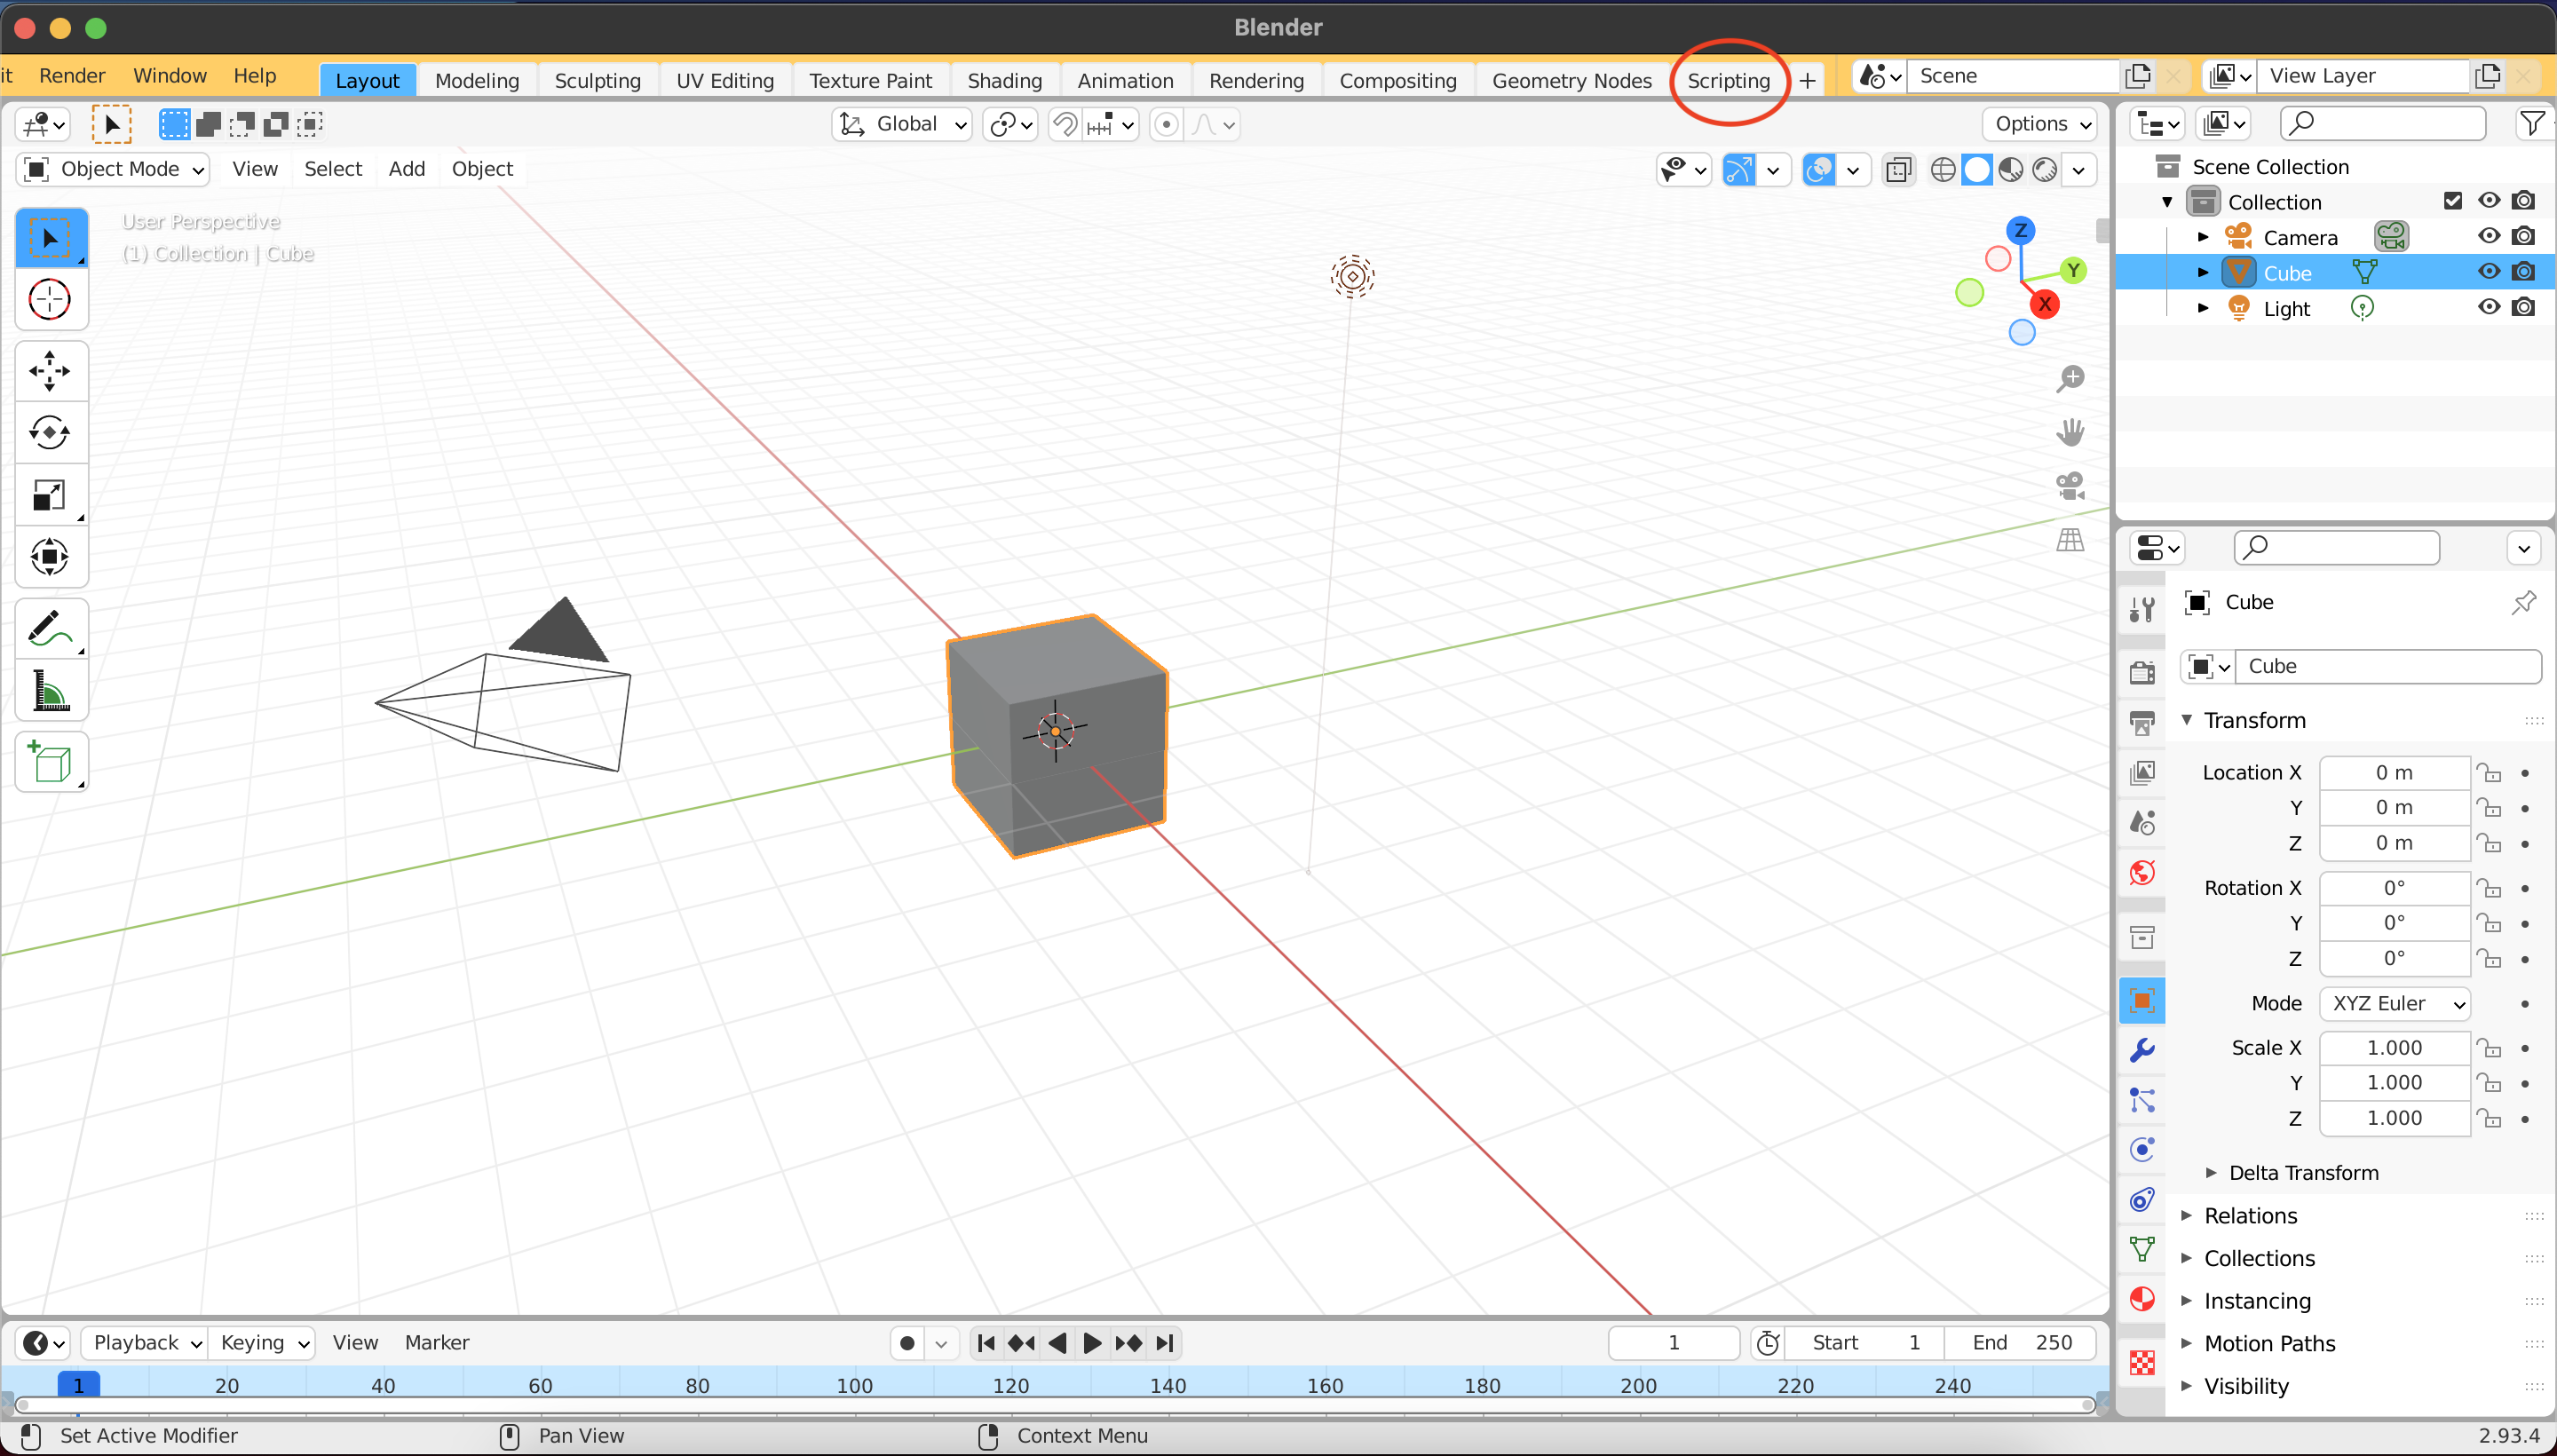 Blender
it Render Window Help Layout Modeling Sculpting UV Editing Texture Paint Shading Animation Rendering Compositing Geometry Nodes Scripting + Scene View Layer
Global Options
Object Mode View Select Add Object
User Perspective
(1) Collection | Cube
Z
Y
X
Scene Collection
Collection
Camera
Cube
Light
Cube
Cube
Transform
Location X 0 m
Y 0 m
Z 0 m
Rotation X 0°
Y 0°
Z 0°
Mode XYZ Euler
Scale X 1.000
Y 1.000
Z 1.000
Delta Transform
Relations
Collections
Instancing
Motion Paths
Visibility
Playback Keying View Marker 1 Start 1 End 250
1 20 40 60 80 100 120 140 160 180 200 220 240
Set Active Modifier Pan View Context Menu 2.93.4